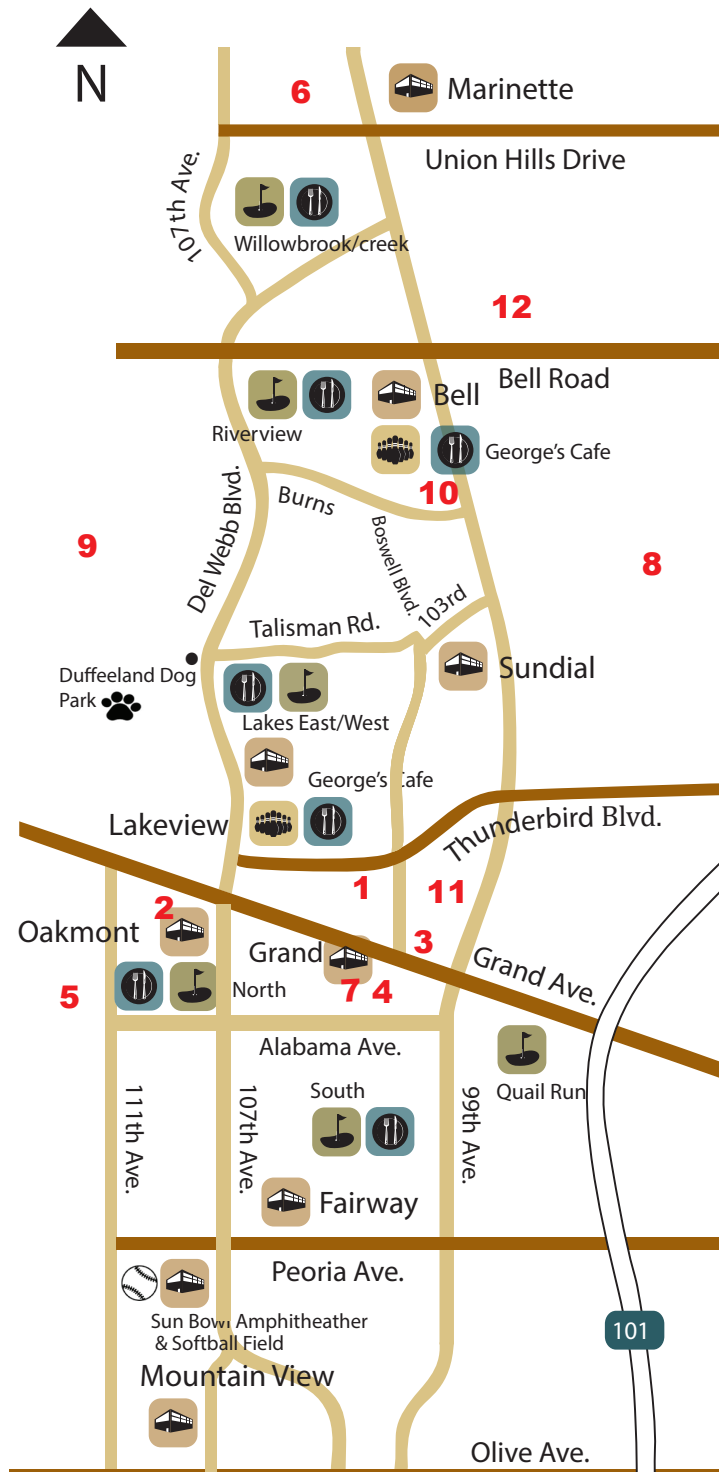 N
6
Marinette
Union Hills Drive
107th Ave.
Willowbrook/creek
12
Bell Road
Bell
Riverview
George's Cafe
10
Burns
Del Webb Blvd.
9
Boswell Blvd.
8
103rd
Talisman Rd.
Sundial
Duffeeland Dog
Park
Lakes East/West
George's Cafe
Lakeview
Thunderbird Blvd.
1
11
2
Oakmont
Grand
3
Grand Ave.
5
North
7
4
Alabama Ave.
111th Ave.
107th Ave.
South
99th Ave.
Quail Run
Fairway
Peoria Ave.
Sun Bowl Amphitheather
& Softball Field
101
Mountain View
Olive Ave.